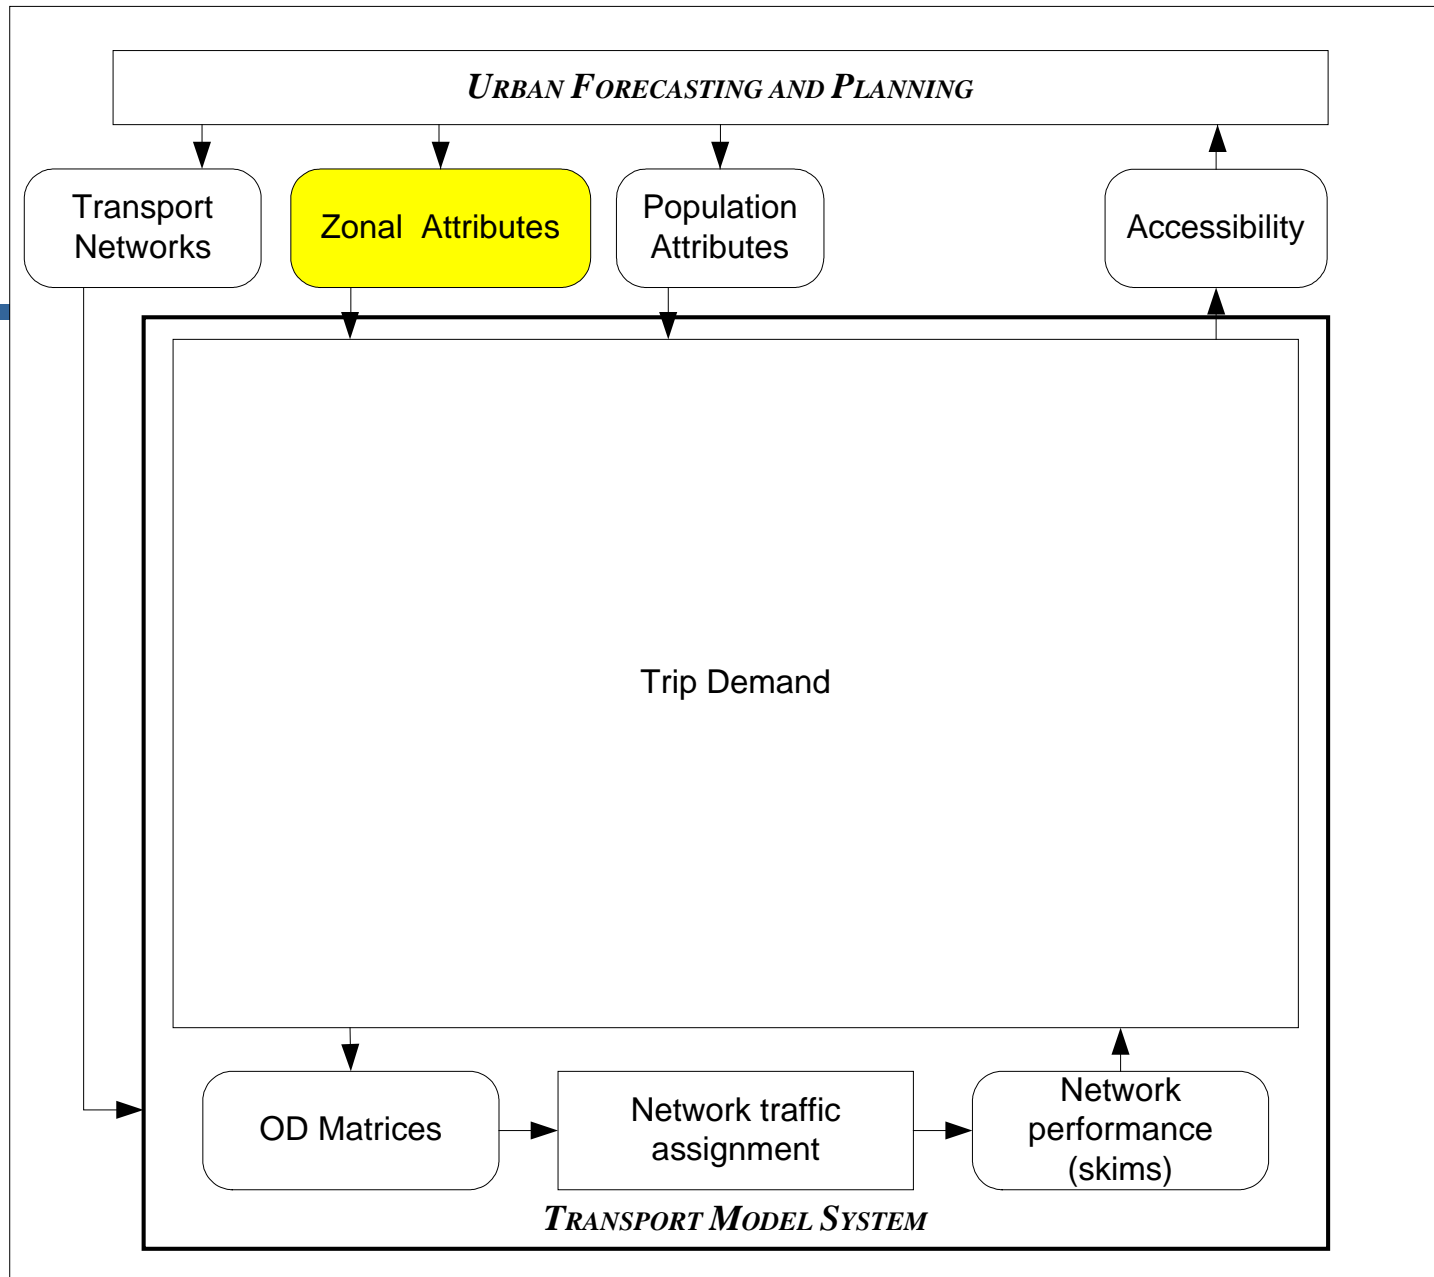 URBAN FORECASTING AND PLANNING
Transport
Networks
Zonal Attributes
Population
Attributes
Accessibility
Trip Demand
OD Matrices
Network traffic
assignment
Network
performance
(skims)
TRANSPORT MODEL SYSTEM